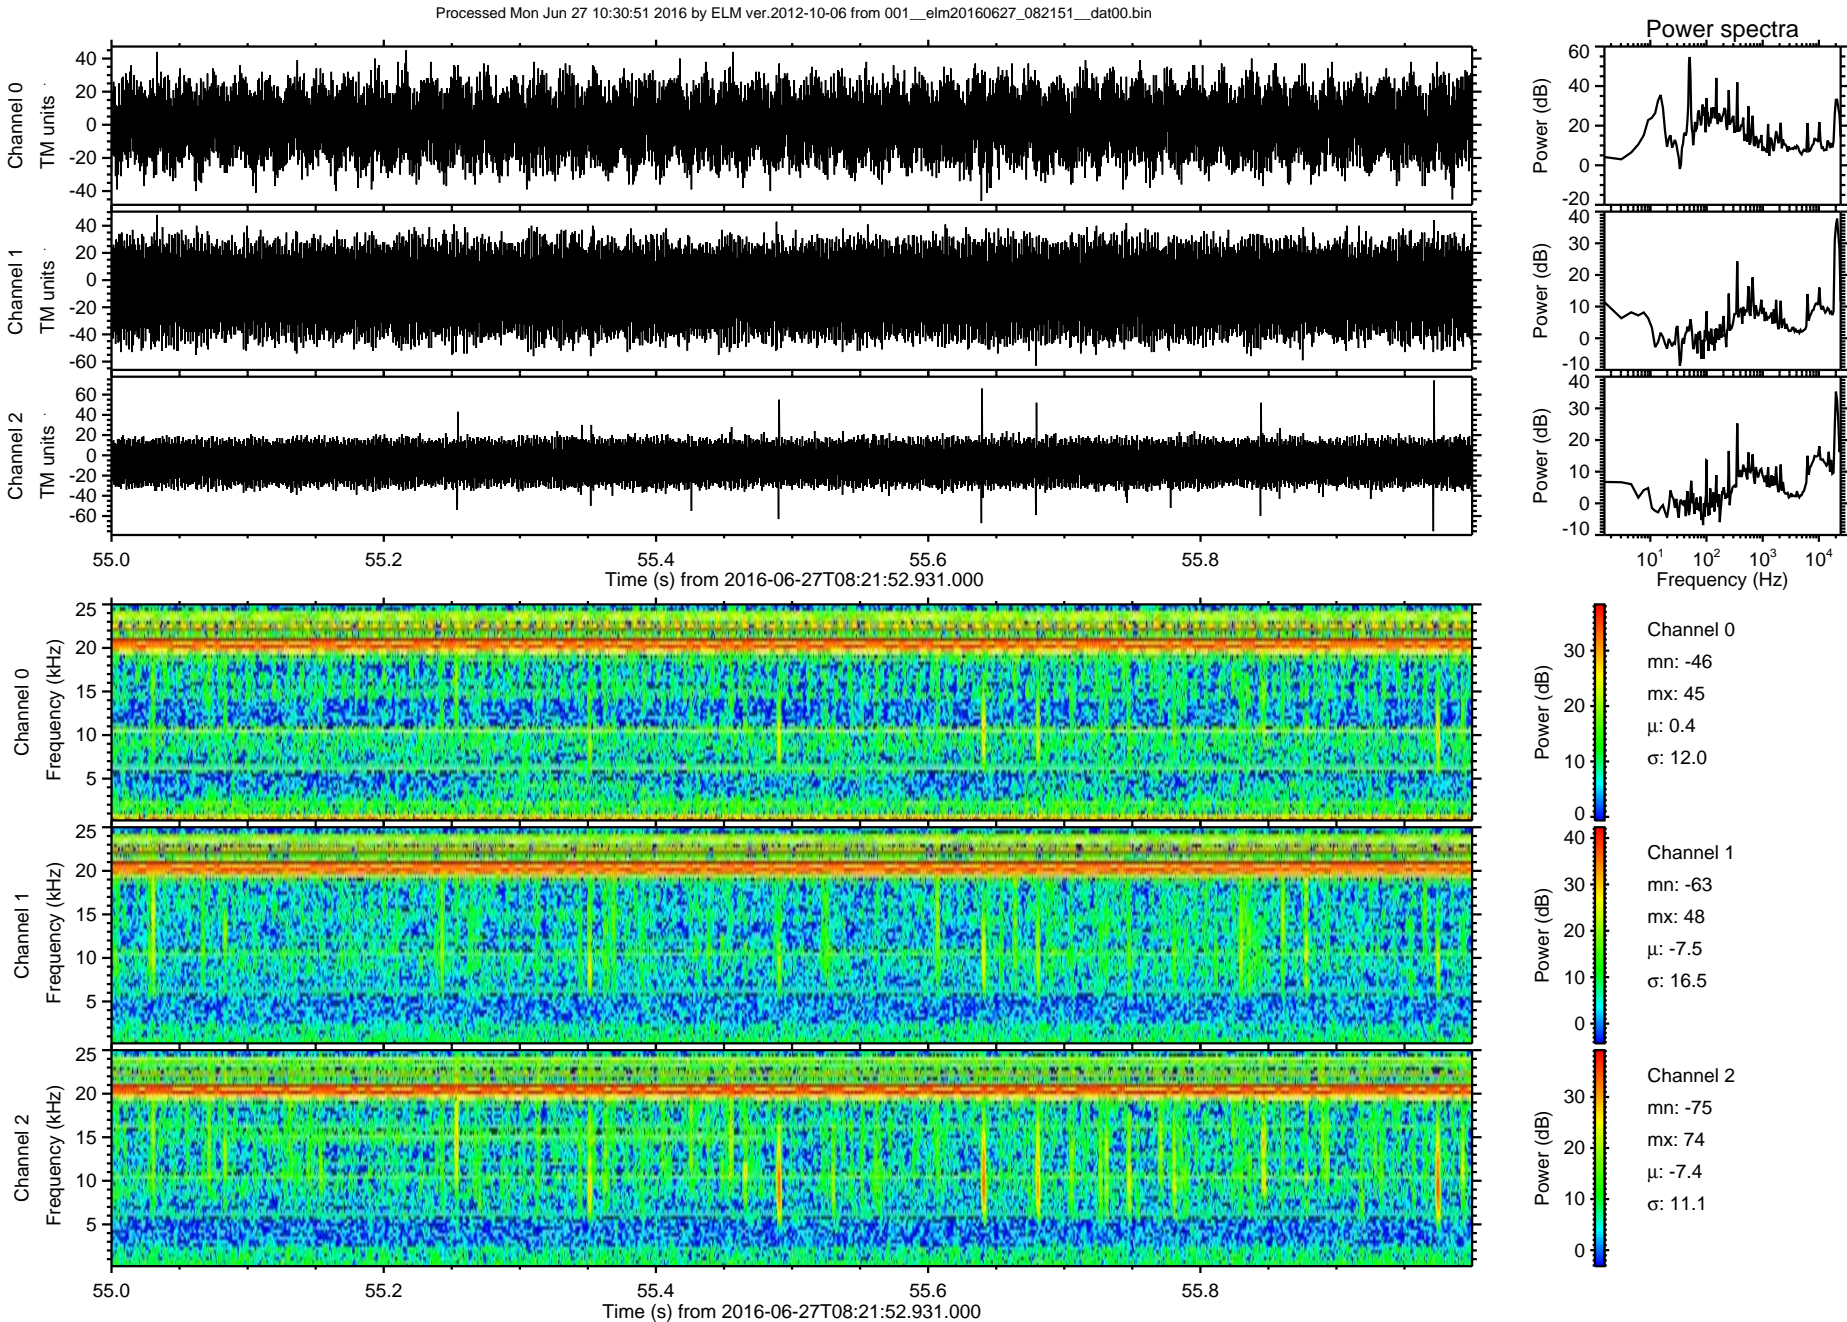 Processed Mon Jun 27 10:30:51 2016 by ELM ver.2012-10-06 from 001__elm20160627_082151__dat00.bin
Power spectra
Channel 0
TM units
40
20
0
-20
-40
Power (dB)
60
40
20
0
-20
Channel 1
TM units
40
20
0
-20
-40
-60
Power (dB)
40
30
20
10
0
-10
Channel 2
TM units
60
40
20
0
-20
-40
-60
Power (dB)
40
30
20
10
0
-10
55.0 55.2 55.4 55.6 55.8
Time (s) from 2016-06-27T08:21:52.931.000
10¹ 10² 10³ 10⁴
Frequency (Hz)
Channel 0
Frequency (kHz)
25
20
15
10
5
Power (dB)
30
20
10
0
Channel 0
mn: -46
mx: 45
μ: 0.4
σ: 12.0
Channel 1
Frequency (kHz)
25
20
15
10
5
Power (dB)
40
30
20
10
0
Channel 1
mn: -63
mx: 48
μ: -7.5
σ: 16.5
Channel 2
Frequency (kHz)
25
20
15
10
5
Power (dB)
30
20
10
0
Channel 2
mn: -75
mx: 74
μ: -7.4
σ: 11.1
55.0 55.2 55.4 55.6 55.8
Time (s) from 2016-06-27T08:21:52.931.000